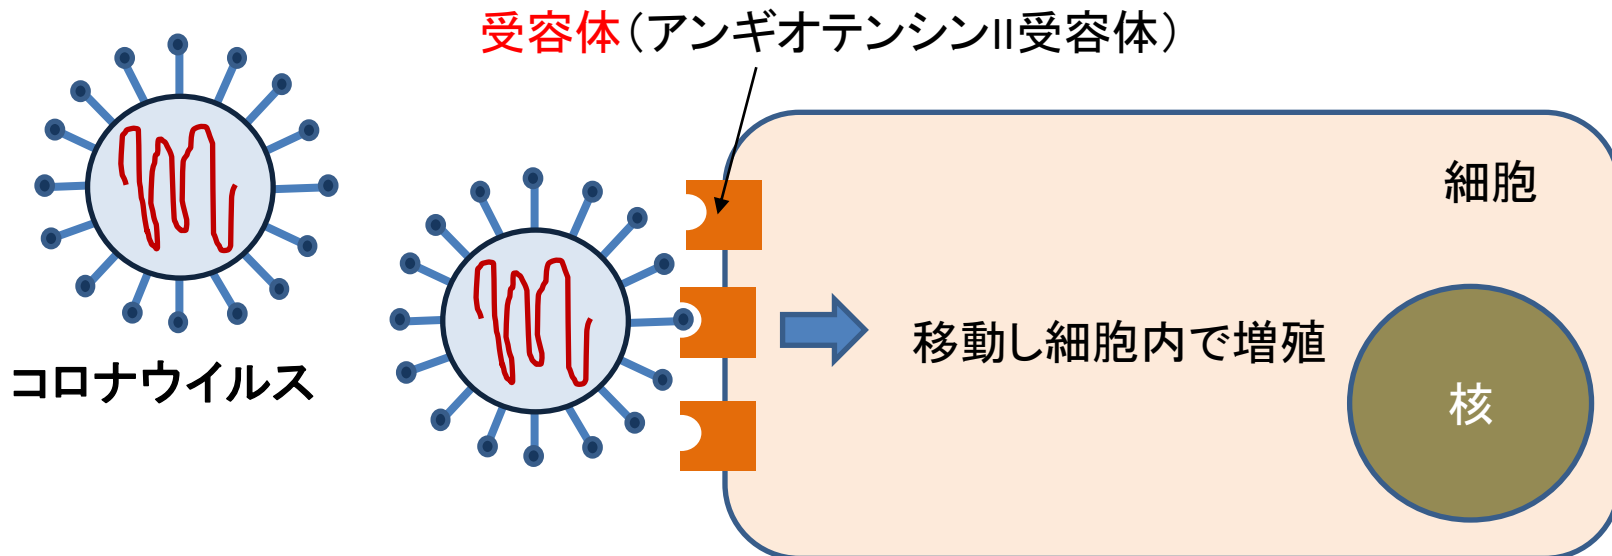 受容体（アンギオテンシンII受容体）
細胞
移動し細胞内で増殖
コロナウイルス
核